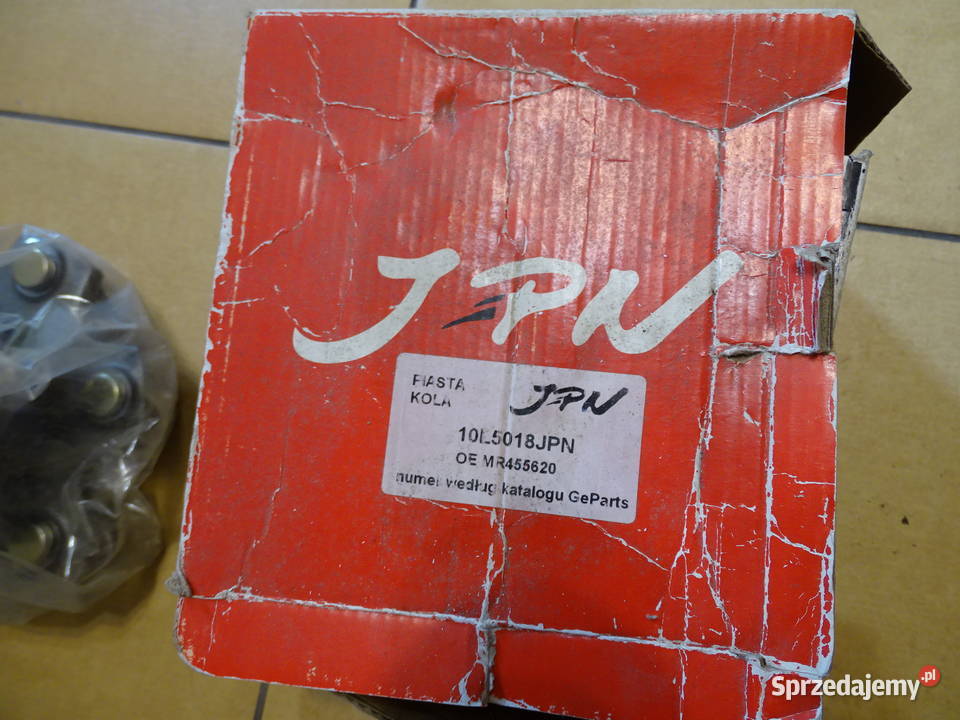 JPN
PIASTA
KOLA
JPN
10L5018JPN
OE MR455620
numer według katalogu GeParts
Sprzedajemy.pl